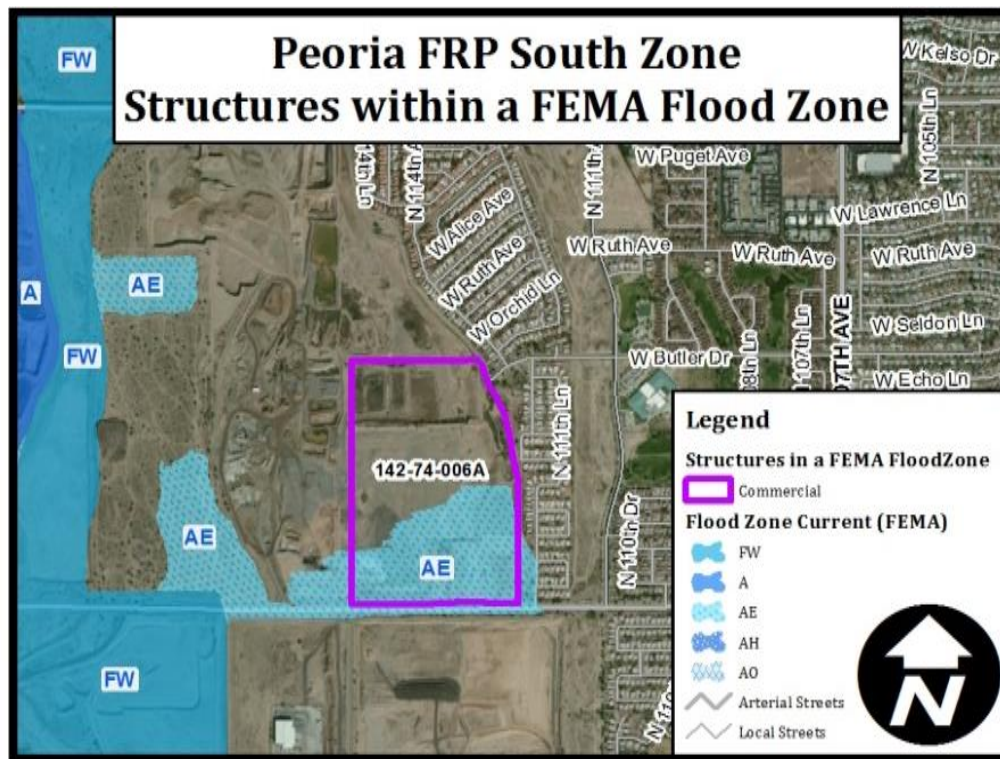 Peoria FRP South Zone
Structures within a FEMA Flood Zone
FW
W Kelso Dr
N 105th Ln
W Puget Ave
N 111th
14th Ln
N 114th
W Alice Ave
W Lawrence Ln
W Ruth Ave
W Ruth Ave
W Ruth Ave
W Ruth Ave
AE
A
W Orchid Ln
W Seldon Ln
FW
W Butler Dr
107th Ln
07TH AVE
8th Ln
W Echo Ln
N 111th Ln
142-74-006A
AE
AE
N 110th Dr
FW
Legend
Structures in a FEMA FloodZone
Commercial
Flood Zone Current (FEMA)
FW
A
AE
AH
AO
Arterial Streets
Local Streets
N